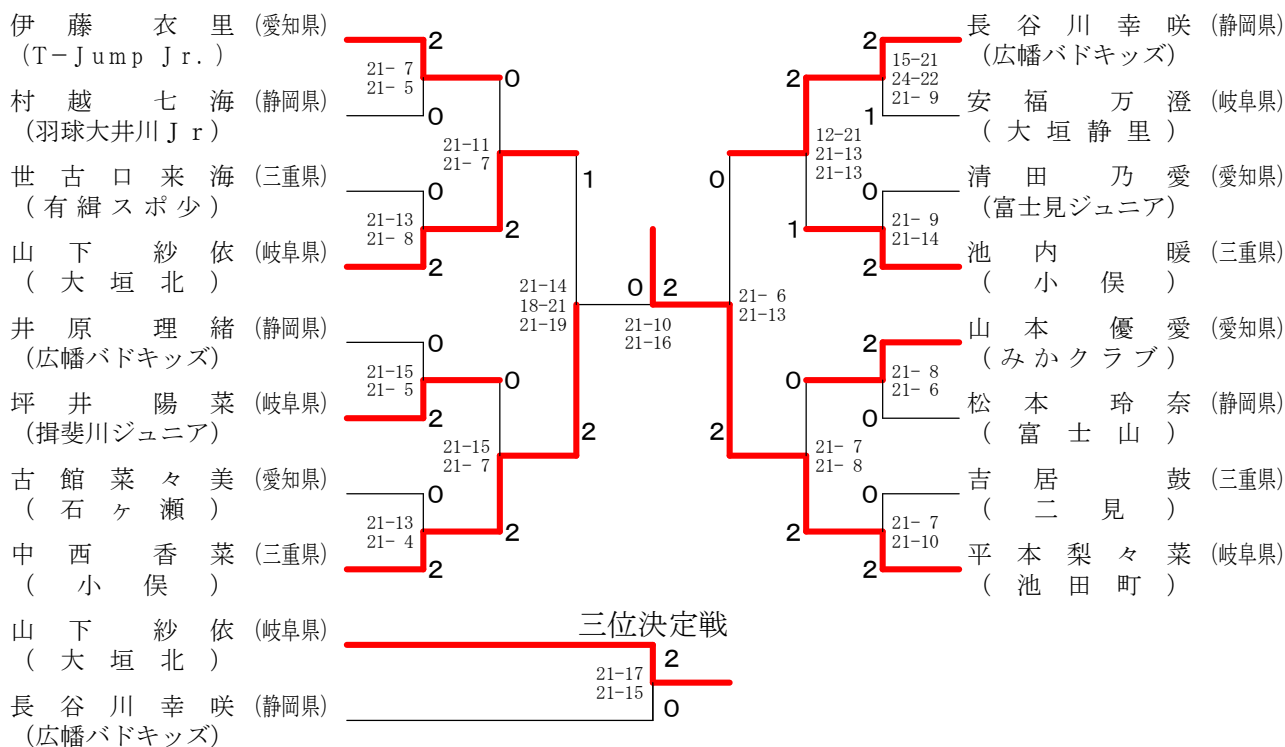 伊藤衣里 (愛知県)
(T-Jump Jr.)
村越七海 (静岡県)
(羽球大井川Jr)
世古口来海 (三重県)
(有緝スポ少)
山下紗依 (岐阜県)
(大垣北)
井原理緒 (静岡県)
(広幡バドキッズ)
坪井陽菜 (岐阜県)
(揖斐川ジュニア)
古館菜々美 (愛知県)
(石ヶ瀬)
中西香菜 (三重県)
(小俣)
2
21- 7
21- 5
0
0
21-13
21- 8
2
0
21-15
21- 5
2
0
21-13
21- 4
2
0
21-11
21- 7
2
0
21-15
21- 7
2
1
21-14
18-21
21-19
2
0 2
21-10
21-16
0
21- 6
21-13
2
2
12-21
21-13
21-13
1
0
21- 7
21- 8
2
2
15-21
24-22
21- 9
1
0
21- 9
21-14
2
2
21- 8
21- 6
0
0
21- 7
21-10
2
長谷川幸咲 (静岡県)
(広幡バドキッズ)
安福万澄 (岐阜県)
(大垣静里)
清田乃愛 (愛知県)
(富士見ジュニア)
池内暖 (三重県)
(小俣)
山本優愛 (愛知県)
(みかクラブ)
松本玲奈 (静岡県)
(富士山)
吉居鼓 (三重県)
(二見)
平本梨々菜 (岐阜県)
(池田町)
三位決定戦
山下紗依 (岐阜県)
(大垣北)
長谷川幸咲 (静岡県)
(広幡バドキッズ)
2
21-17
21-15
0